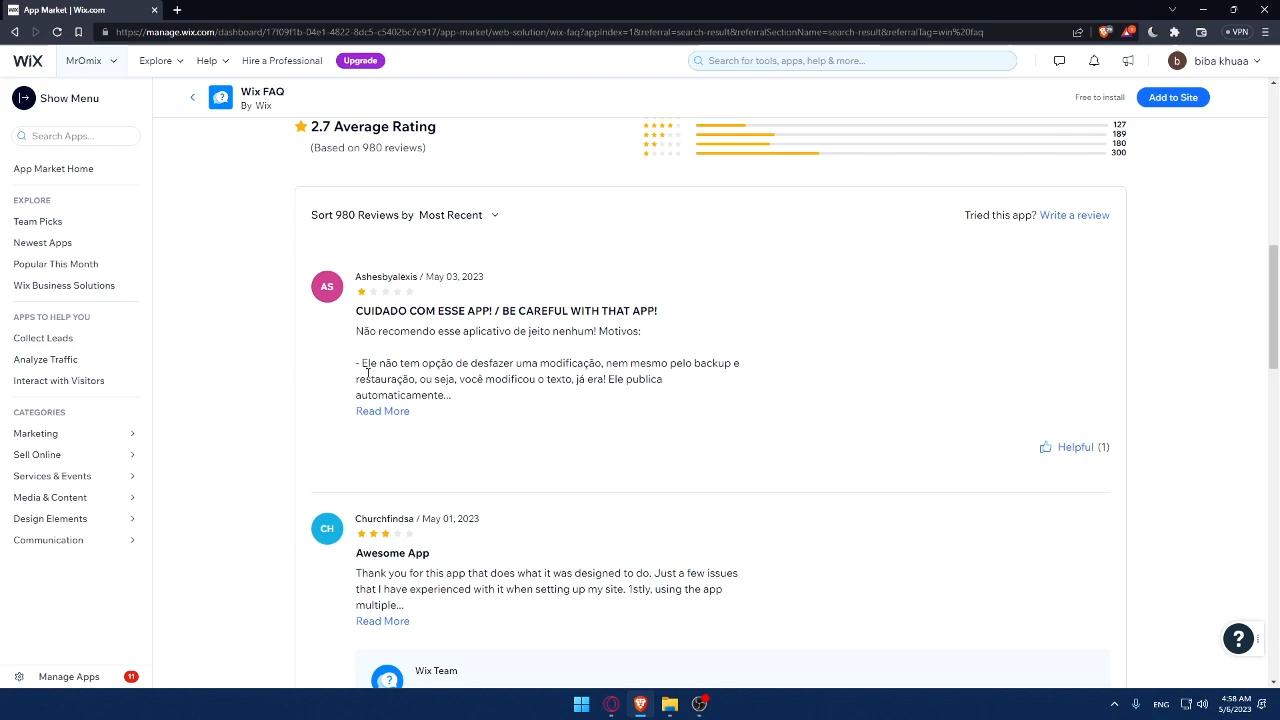 App Market | Wix.com
https://manage.wix.com/dashboard/17f09f1b-04e1-4822-8dc5-c5402bc7e917/app-market/web-solution/wix-faq?appIndex=1&referral=search-result&referralSectionName=search-result&referralTag=win%20faq
VPN
WiX
MrOmix
Explore
Help
Hire a Professional
Upgrade
Search for tools, apps, help & more...
b
biba khuaa
Show Menu
Search Apps...
App Market Home
EXPLORE
Team Picks
Newest Apps
Popular This Month
Wix Business Solutions
APPS TO HELP YOU
Collect Leads
Analyze Traffic
Interact with Visitors
CATEGORIES
Marketing
Sell Online
Services & Events
Media & Content
Design Elements
Communication
Manage Apps
11
Wix FAQ
By Wix
Free to install
Add to Site
2.7 Average Rating
(Based on 980 reviews)
127
189
180
300
Sort 980 Reviews by Most Recent
Tried this app? Write a review
AS
Ashesbyalexis / May 03, 2023
CUIDADO COM ESSE APP! / BE CAREFUL WITH THAT APP!
Não recomendo esse aplicativo de jeito nenhum! Motivos:
- Ele não tem opção de desfazer uma modificação, nem mesmo pelo backup e
restauração, ou seja, você modificou o texto, já era! Ele publica
automaticamente...
Read More
Helpful (1)
CH
Churchfindsa / May 01, 2023
Awesome App
Thank you for this app that does what it was designed to do. Just a few issues
that I have experienced with it when setting up my site. 1stly, using the app
multiple...
Read More
Wix Team
?
ENG
4:58 AM
5/6/2023